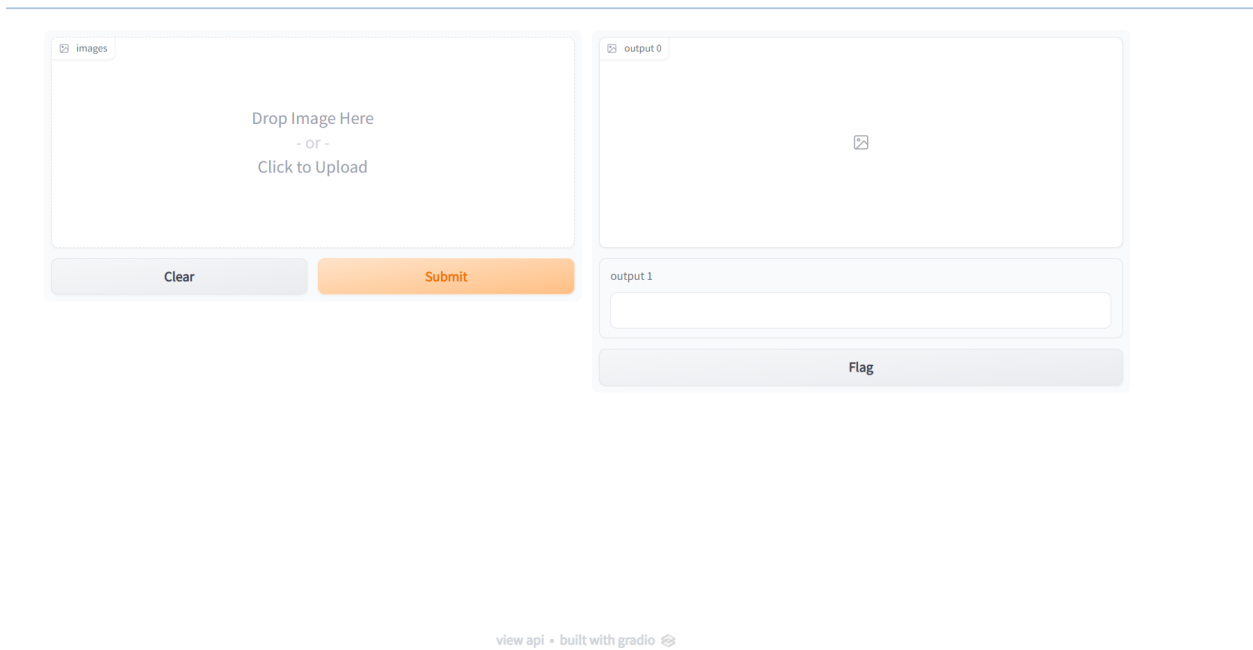 images
Drop Image Here
- or -
Click to Upload
Clear
Submit
output 0
output 1
Flag
view api • built with gradio